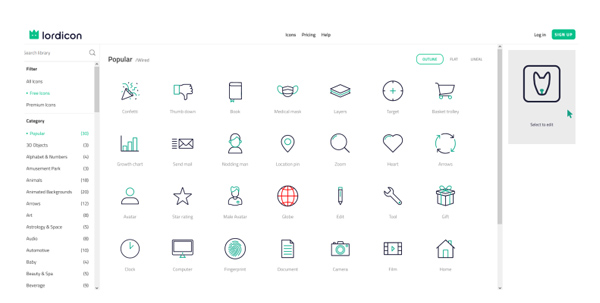 lordicon
Icons Pricing Help
Log in SIGN UP
Search library
Filter
All Icons
Free Icons
Premium Icons
Category
Popular
3D Objects (3)
Alphabet & Numbers (4)
Amusement Park (3)
Animals (18)
Animated Backgrounds (20)
Arrows (12)
Art (8)
Astrology & Space (5)
Audio (8)
Automotive (10)
Baby (4)
Beauty & Spa (5)
Beverage (9)
Popular /Wired
OUTLINE FLAT LINEAL
Confetti Thumb down Book Medical mask Layers Target Basket trolley
Growth chart Send mail Nodding man Location pin Zoom Heart Arrows
Avatar Star rating Male Avatar Globe Edit Tool Gift
Clock Computer Fingerprint Document Camera Film Home
Select to edit